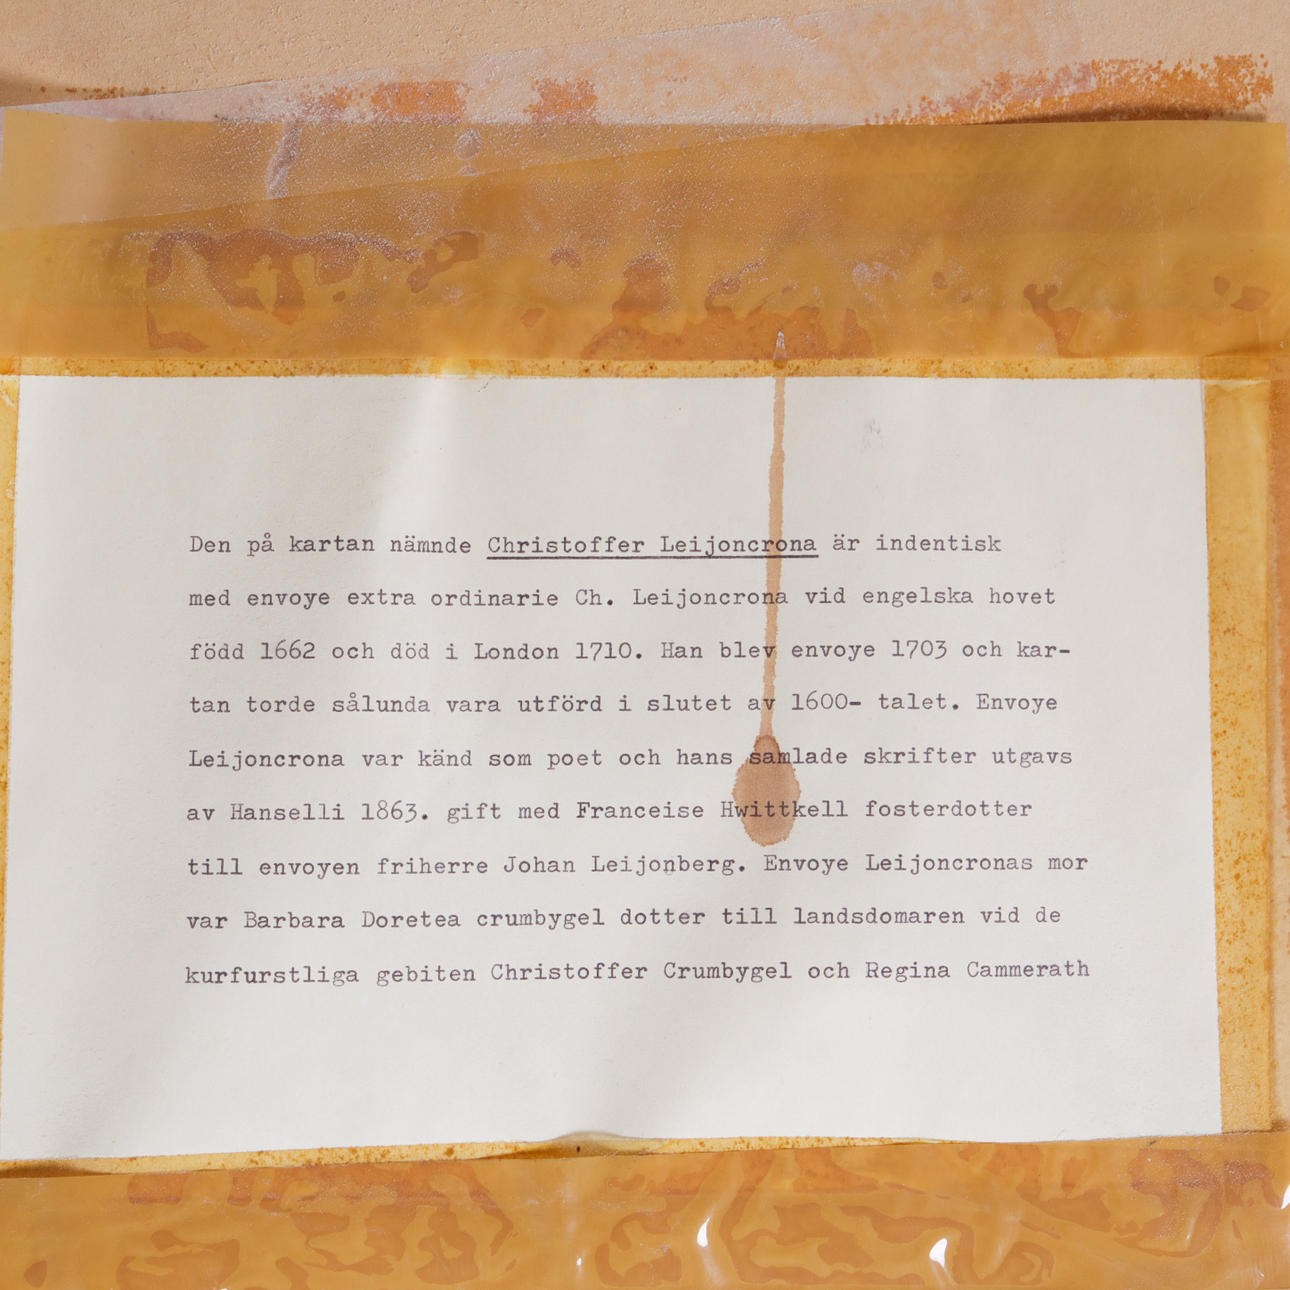 Den på kartan nämnde Christoffer Leijoncrona är indentisk
med envoye extra ordinarie Ch. Leijoncrona vid engelska hovet
född 1662 och död i London 1710. Han blev envoye 1703 och kar-
tan torde sålunda vara utförd i slutet av 1600- talet. Envoye
Leijoncrona var känd som poet och hans samlade skrifter utgavs
av Hanselli 1863. gift med Franceise Hwittkell fosterdotter
till envoyen friherre Johan Leijonberg. Envoye Leijoncronas mor
var Barbara Doretea crumbygel dotter till landsdomaren vid de
kurfurstliga gebiten Christoffer Crumbygel och Regina Cammerath